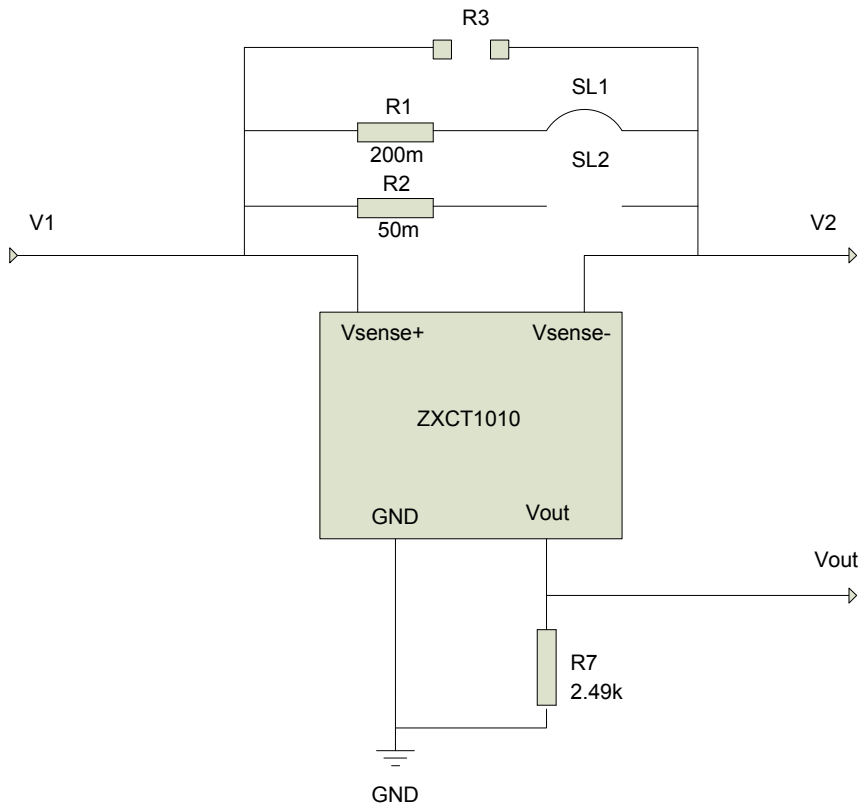 R3
SL1
R1
200m
SL2
R2
50m
V1
V2
Vsense+
Vsense-
ZXCT1010
GND
Vout
Vout
R7
2.49k
GND